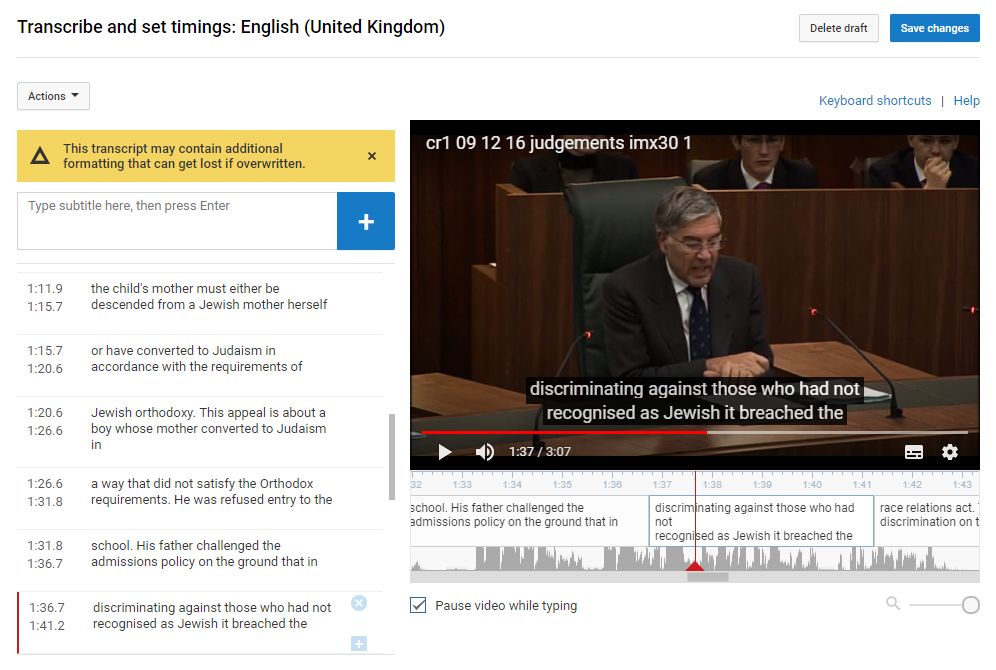 Transcribe and set timings: English (United Kingdom)
Delete draft
Save changes
Actions
Keyboard shortcuts | Help
This transcript may contain additional
formatting that can get lost if overwritten.
×
Type subtitle here, then press Enter
+
1:11.9
1:15.7
the child's mother must either be
descended from a Jewish mother herself
1:15.7
1:20.6
or have converted to Judaism in
accordance with the requirements of
1:20.6
1:26.6
Jewish orthodoxy. This appeal is about a
boy whose mother converted to Judaism
in
1:26.6
1:31.8
a way that did not satisfy the Orthodox
requirements. He was refused entry to the
1:31.8
1:36.7
school. His father challenged the
admissions policy on the ground that in
1:36.7
1:41.2
discriminating against those who had not
recognised as Jewish it breached the
cr1 09 12 16 judgements imx30 1
discriminating against those who had not
recognised as Jewish it breached the
1:37 / 3:07
32 1:33 1:34 1:35 1:36 1:37 1:38 1:39 1:40 1:41 1:42 1:43
school. His father challenged the
admissions policy on the ground that in
discriminating against those who had
not
recognised as Jewish it breached the
race relations act.
discrimination on t
Pause video while typing